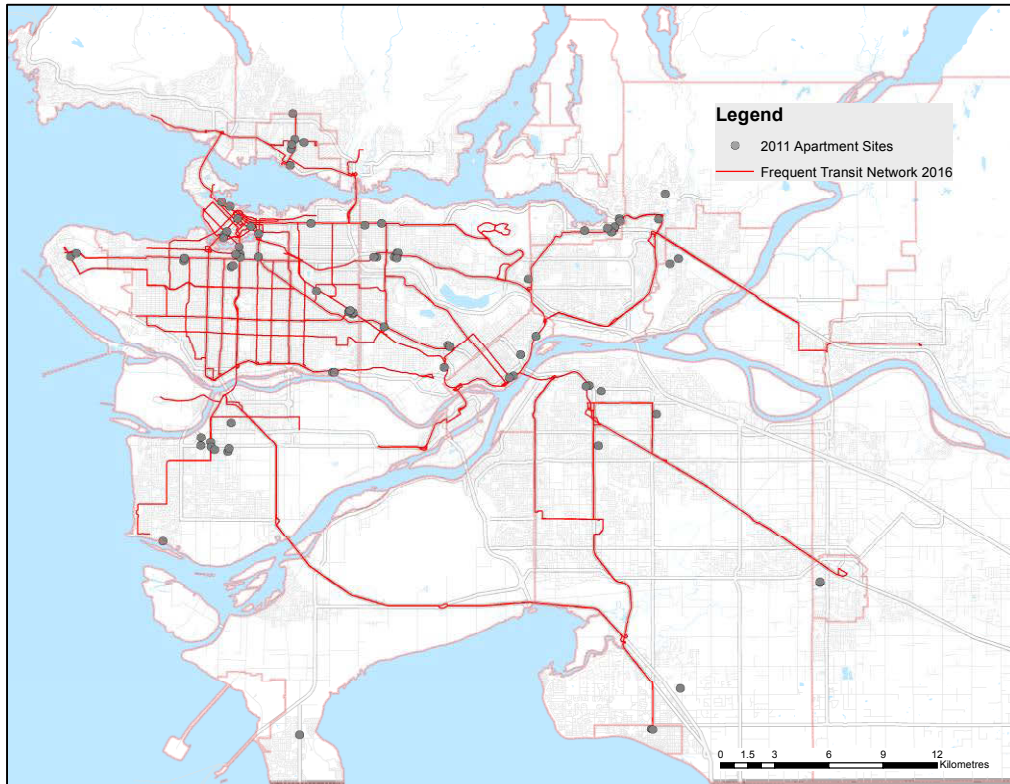 Legend
2011 Apartment Sites
Frequent Transit Network 2016
0 1.5 3 6 9 12
Kilometres